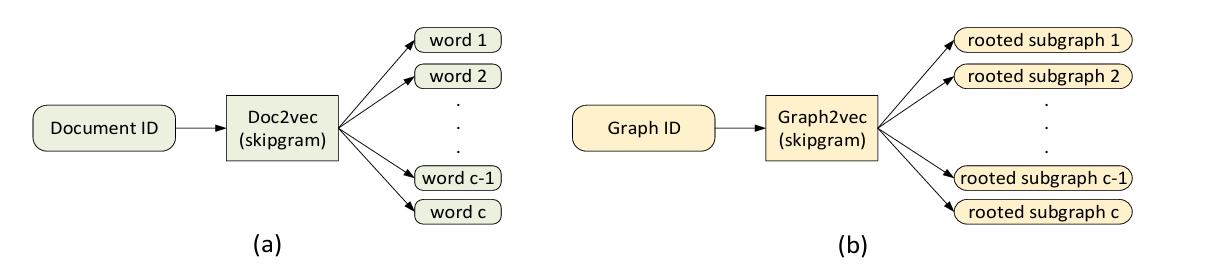 Document ID
Doc2vec
(skipgram)
word 1
word 2
.
.
.
word c-1
word c
(a)
Graph ID
Graph2vec
(skipgram)
rooted subgraph 1
rooted subgraph 2
.
.
.
rooted subgraph c-1
rooted subgraph c
(b)